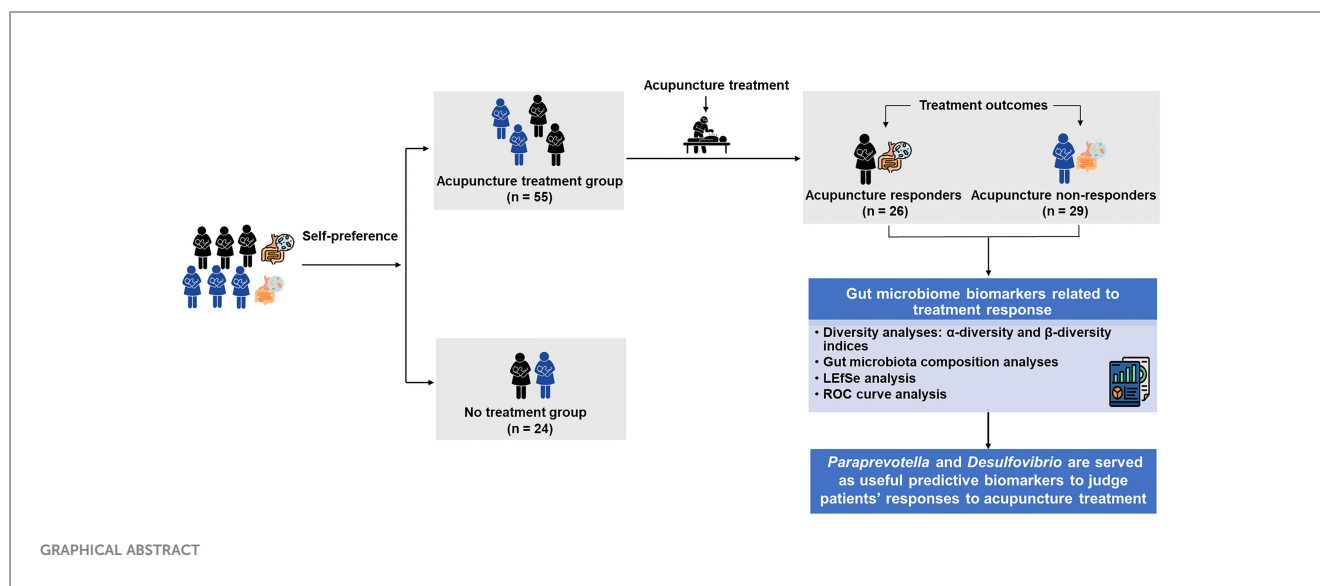 Self-preference
Acupuncture treatment group
(n = 55)
No treatment group
(n = 24)
Acupuncture treatment
Treatment outcomes
Acupuncture responders
(n = 26)
Acupuncture non-responders
(n = 29)
Gut microbiome biomarkers related to
treatment response
• Diversity analyses: α-diversity and β-diversity
indices
• Gut microbiota composition analyses
• LEfSe analysis
• ROC curve analysis
Paraprevotella and Desulfovibrio are served
as useful predictive biomarkers to judge
patients' responses to acupuncture treatment
GRAPHICAL ABSTRACT